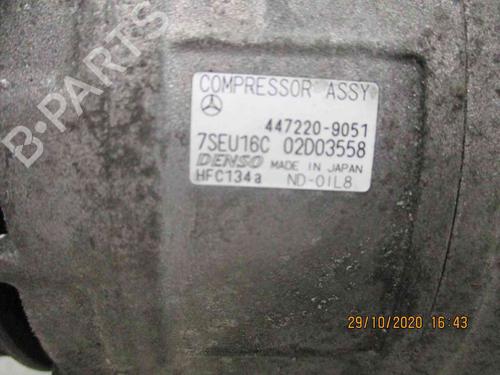 B-PARTS
COMPRESSOR ASSY
447220-9051
7SEU16C 02D03558
DENSO MADE IN JAPAN
HFC134a ND-OIL8
29/10/2020 16:43